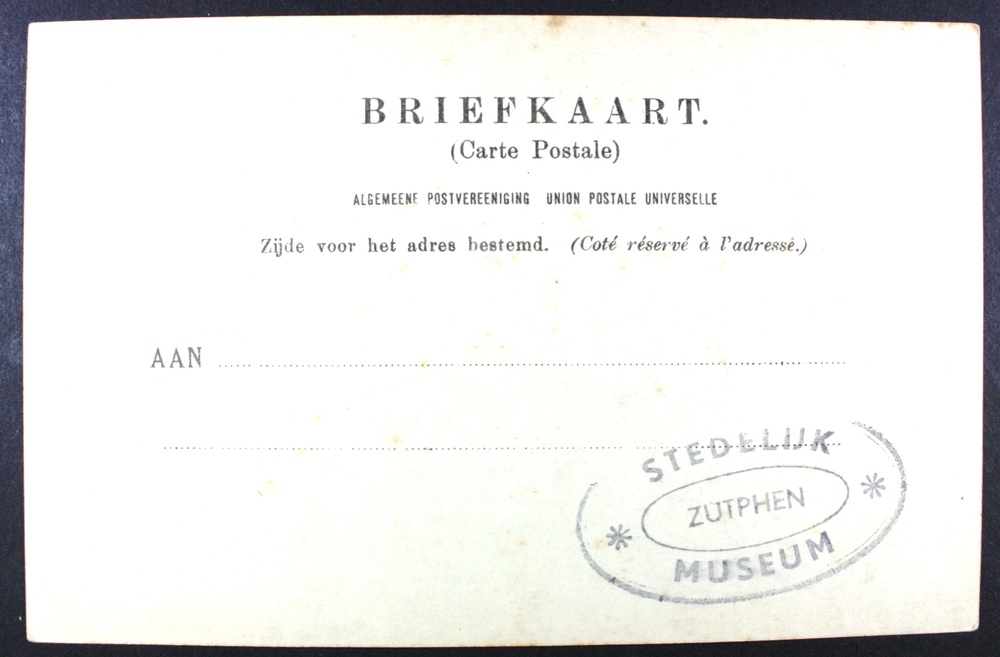 BRIEFKAART.
(Carte Postale)
ALGEMEENE POSTVEREENIGING UNION POSTALE UNIVERSELLE
Zijde voor het adres bestemd. (Coté réservé à l'adressé.)
AAN
STEDELIJK
ZUTPHEN
MUSEUM